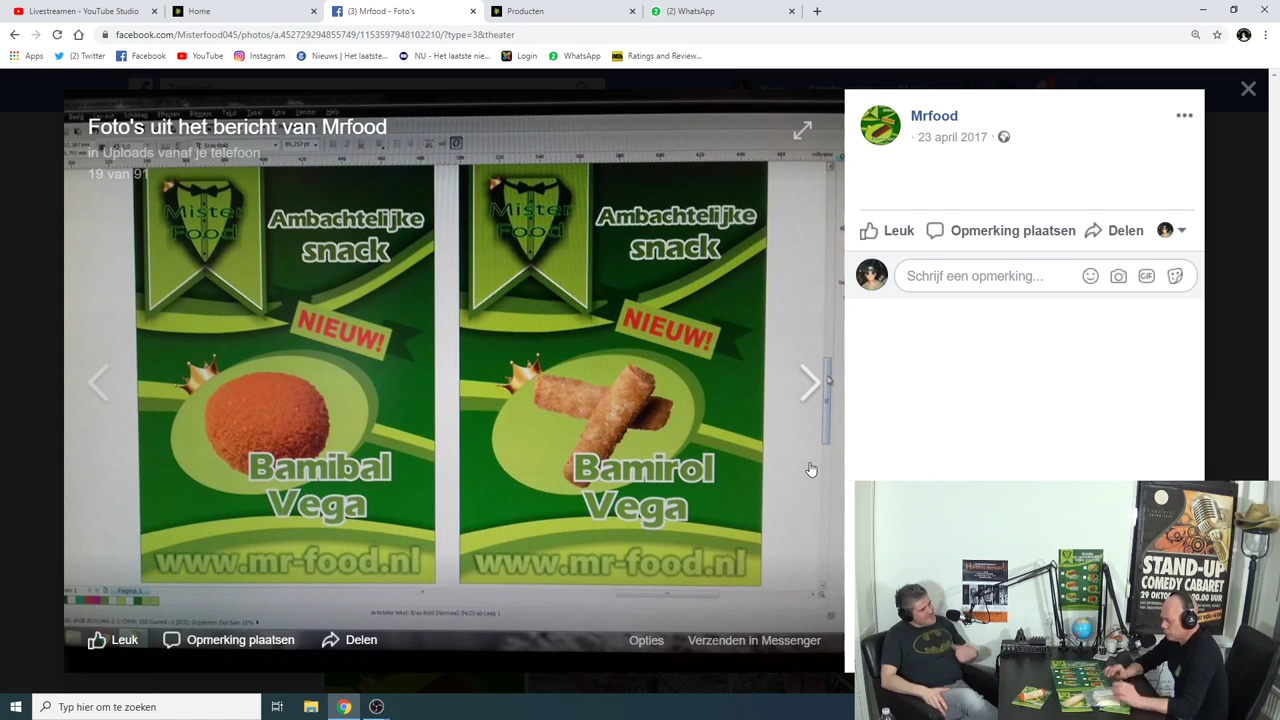 Livestreamen - YouTube Studio
Home
(3) Mrfood - Foto's
Producten
(2) WhatsApp
facebook.com/Misterfood045/photos/a.452729294855749/1153597948102210/?type=3&theater
Apps
(2) Twitter
Facebook
YouTube
Instagram
Nieuws | Het laatste...
NU - Het laatste nie...
Login
WhatsApp
Ratings and Review...
Foto's uit het bericht van Mrfood
in Uploads vanaf je telefoon
19 van 91
Mister
Food
Ambachtelijke
snack
NIEUW!
Bamibal
Vega
www.mr-food.nl
Mister
Food
Ambachtelijke
snack
NIEUW!
Bamirol
Vega
www.mr-food.nl
Leuk
Opmerking plaatsen
Delen
Opties
Verzenden in Messenger
Mrfood
23 april 2017
Leuk
Opmerking plaatsen
Delen
Schrijf een opmerking...
GIF
STAND-UP
COMEDY CABARET
Typ hier om te zoeken